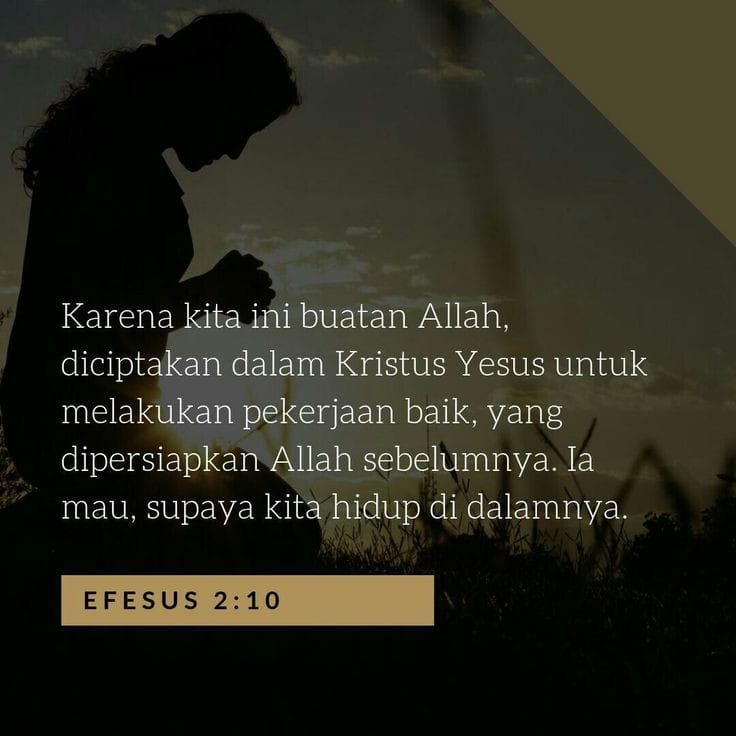 Karena kita ini buatan Allah,
diciptakan dalam Kristus Yesus untuk
melakukan pekerjaan baik, yang
dipersiapkan Allah sebelumnya. Ia
mau, supaya kita hidup di dalamnya.
EFESUS 2:10